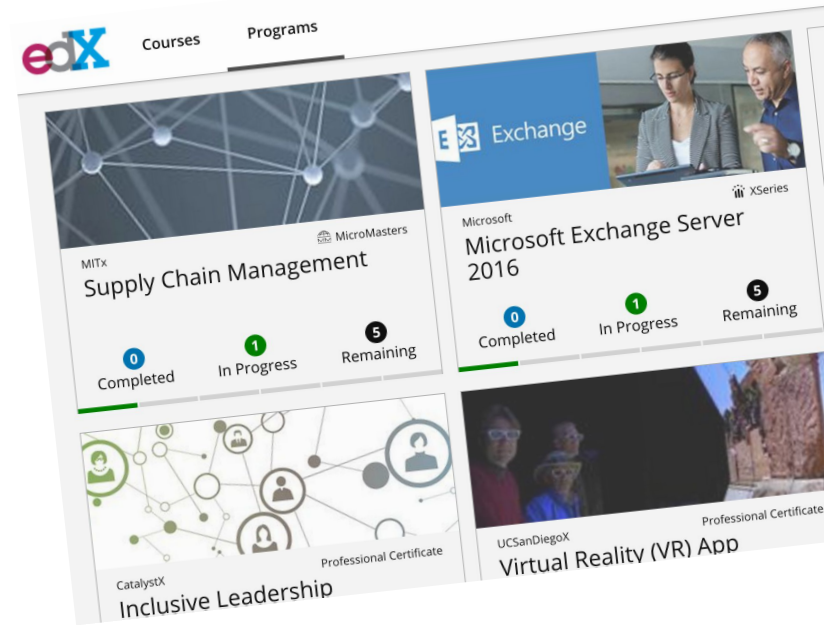 edX
Courses
Programs
MITx
MicroMasters
Supply Chain Management
0
1
5
Completed
In Progress
Remaining
E
Exchange
Microsoft
XSeries
Microsoft Exchange Server
2016
0
1
5
Completed
In Progress
Remaining
CatalystX
Professional Certificate
Inclusive Leadership
UCSanDiegoX
Professional Certificate
Virtual Reality (VR) App